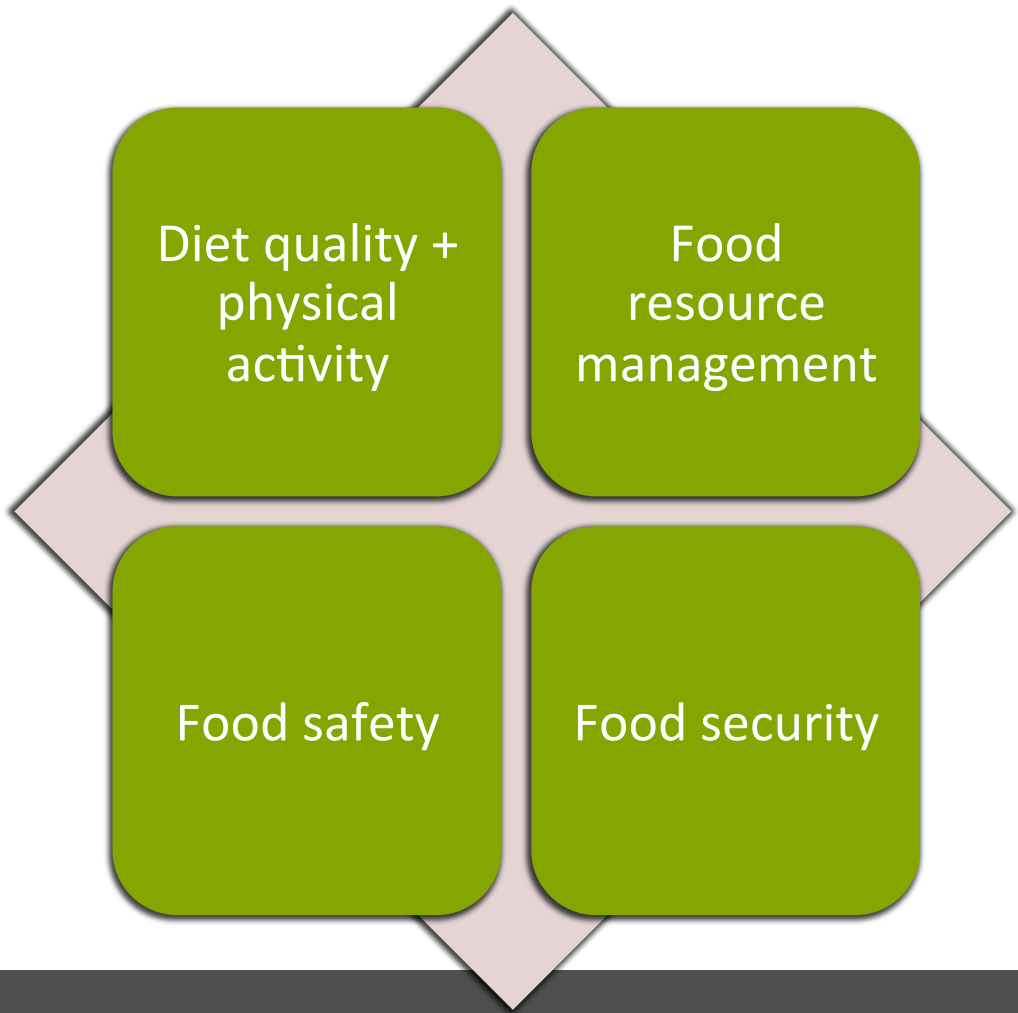 Diet quality +
physical
activity
Food
resource
management
Food safety
Food security